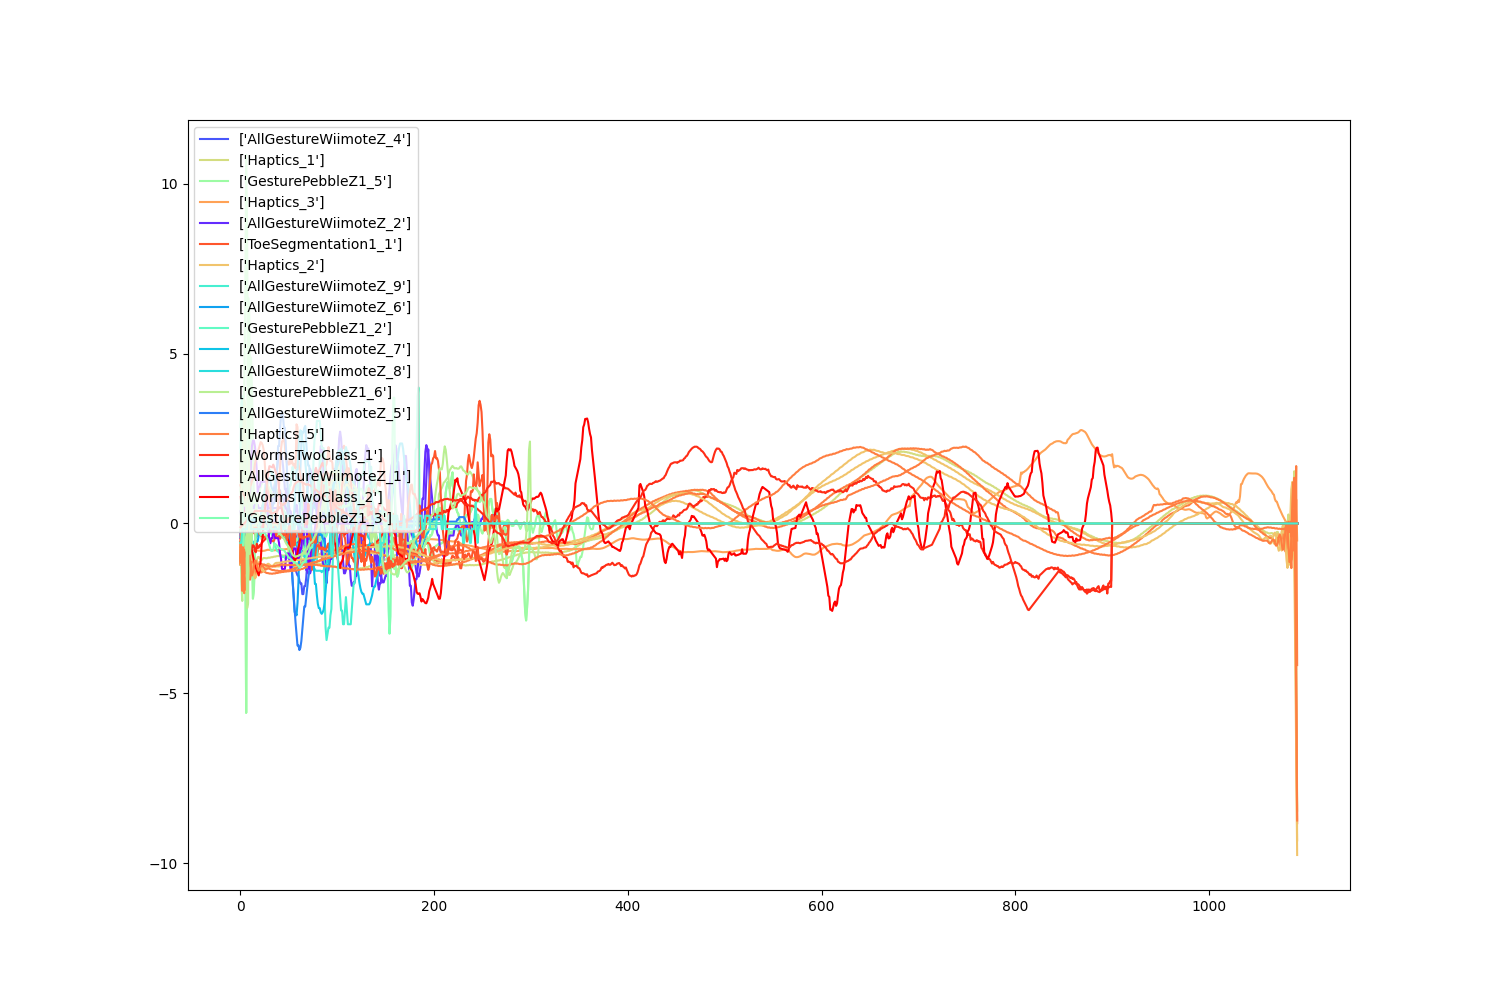 ['AllGestureWiimoteZ_4']
['Haptics_1']
['GesturePebbleZ1_5']
['Haptics_3']
['AllGestureWiimoteZ_2']
['ToeSegmentation1_1']
['Haptics_2']
['AllGestureWiimoteZ_9']
['AllGestureWiimoteZ_6']
['GesturePebbleZ1_2']
['AllGestureWiimoteZ_7']
['AllGestureWiimoteZ_8']
['GesturePebbleZ1_6']
['AllGestureWiimoteZ_5']
['Haptics_5']
['WormsTwoClass_1']
['AllGestureWiimoteZ_1']
['WormsTwoClass_2']
['GesturePebbleZ1_3']
10
5
0
−5
−10
0 200 400 600 800 1000